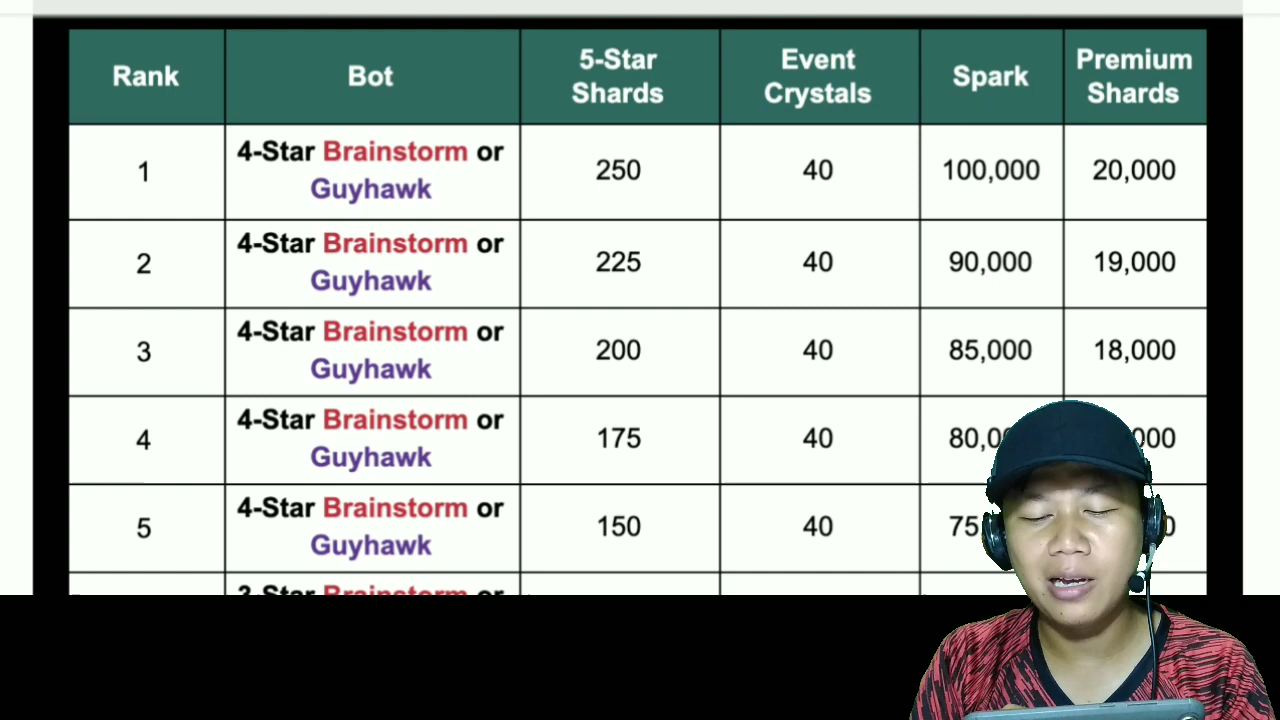 Rank Bot 5-Star Shards Event Crystals Spark Premium Shards
1 4-Star Brainstorm or Guyhawk 250 40 100,000 20,000
2 4-Star Brainstorm or Guyhawk 225 40 90,000 19,000
3 4-Star Brainstorm or Guyhawk 200 40 85,000 18,000
4 4-Star Brainstorm or Guyhawk 175 40
5 4-Star Brainstorm or Guyhawk 150 40